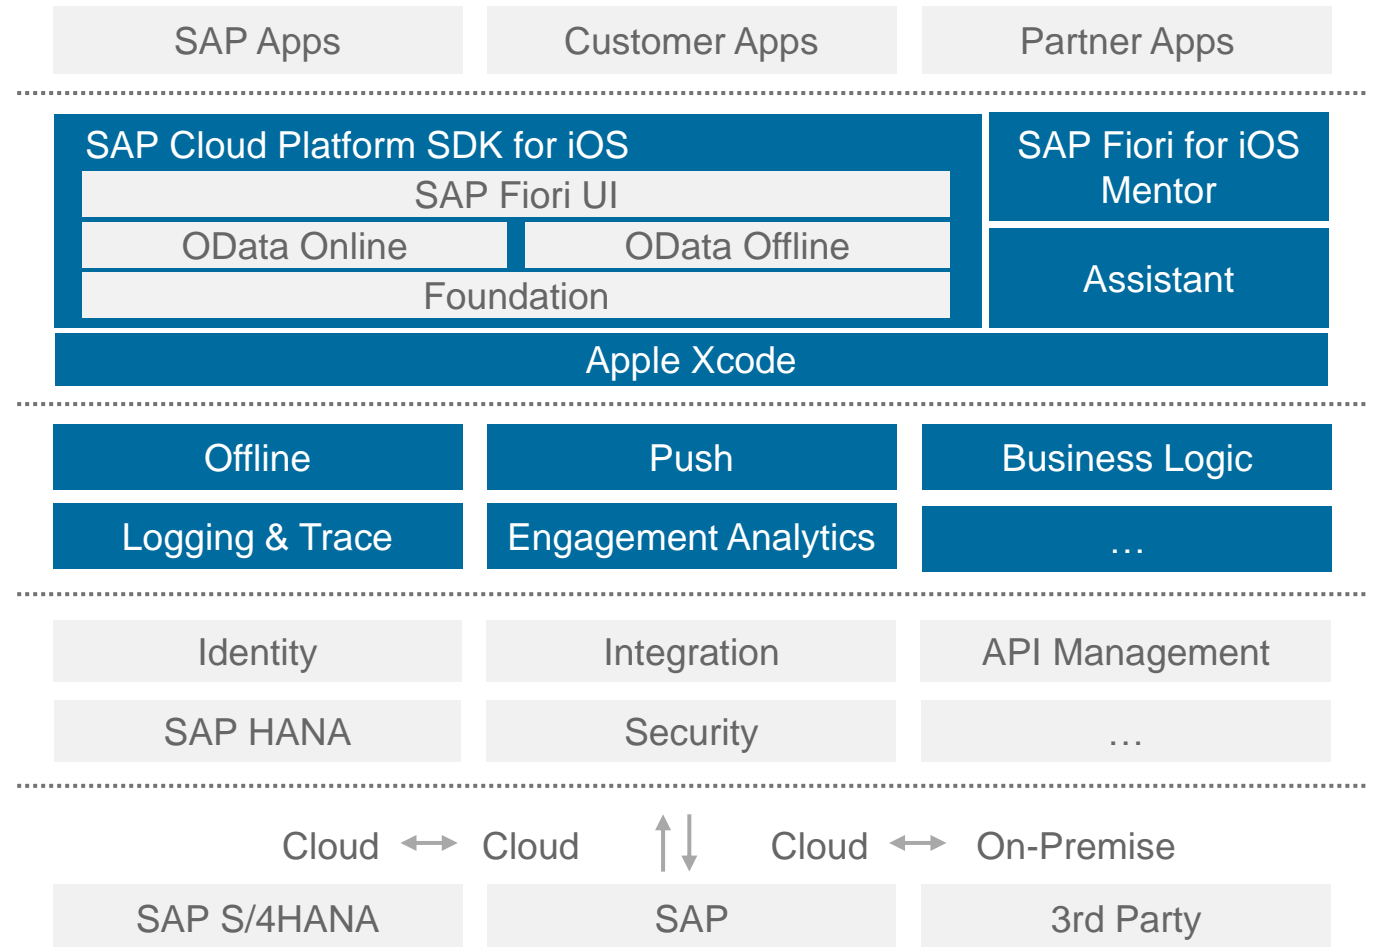 SAP Apps
Customer Apps
Partner Apps
SAP Cloud Platform SDK for iOS
SAP Fiori UI
OData Online
OData Offline
Foundation
SAP Fiori for iOS
Mentor
Assistant
Apple Xcode
Offline
Push
Business Logic
Logging & Trace
Engagement Analytics
…
Identity
Integration
API Management
SAP HANA
Security
…
Cloud
Cloud
Cloud
On-Premise
SAP S/4HANA
SAP
3rd Party